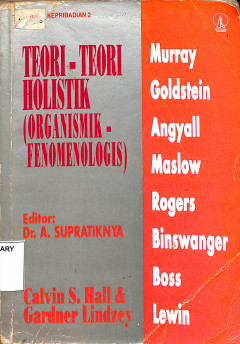 KEPRIBADIAN 2
TEORI - TEORI
HOLISTIK
(ORGANISMIK -
FENOMENOLOGIS)
Editor:
Dr. A. SUPRATIKNYA
Calvin S. Hall &
Gardner Lindzey
Murray
Goldstein
Angyall
Maslow
Rogers
Binswanger
Boss
Lewin
ARY